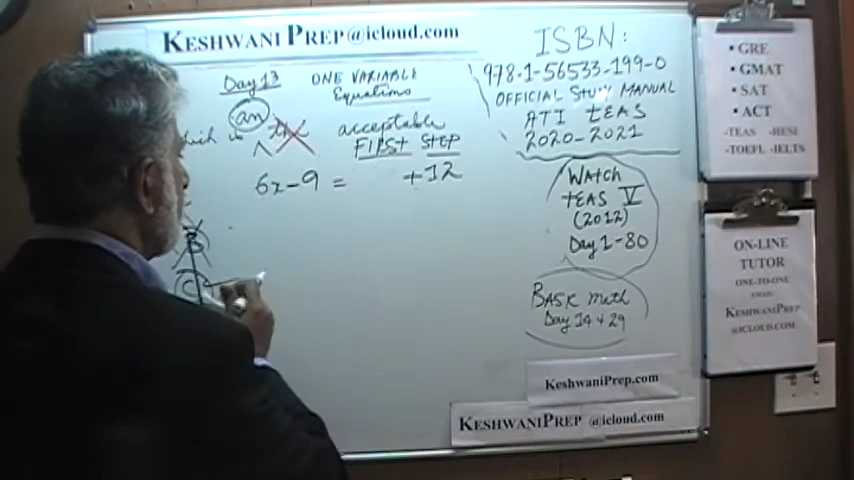 KESHWANI PREP@icloud.com
Day 13 ONE VARIABLE
Equations
an
which is the acceptable
FIRST STEP
6x-9 = +12
B
C
ISBN:
978-1-56533-199-0
OFFICIAL Study MANUAL
ATI TEAS
2020-2021
WATCH
TEAS V
(2012)
Day 1-80
BASIC Math
Day 14 & 29
KESHWANIPREP.com
KESHWANIPREP @icloud.com
• GRE
• GMAT
• SAT
• ACT
-TEAS -HESI
-TOEFL -IELTS
ON-LINE
TUTOR
ONE-TO-ONE
EMAIL:
KESHWANIPREP
@ICLOUD.COM